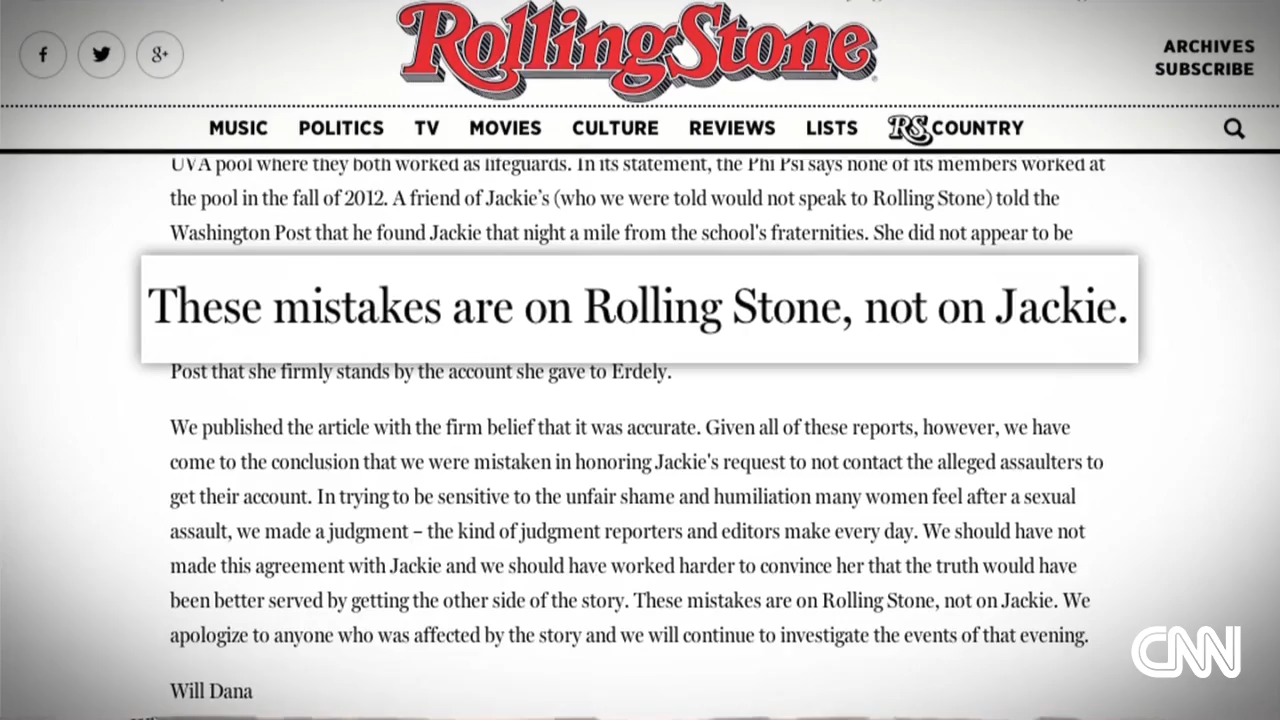 f
g+
Rolling Stone
ARCHIVES
SUBSCRIBE
MUSIC POLITICS TV MOVIES CULTURE REVIEWS LISTS RS COUNTRY
UVA pool where they both worked as lifeguards. In its statement, the Phi Psi says none of its members worked at
the pool in the fall of 2012. A friend of Jackie's (who we were told would not speak to Rolling Stone) told the
Washington Post that he found Jackie that night a mile from the school's fraternities. She did not appear to be
These mistakes are on Rolling Stone, not on Jackie.
Post that she firmly stands by the account she gave to Erdely.
We published the article with the firm belief that it was accurate. Given all of these reports, however, we have
come to the conclusion that we were mistaken in honoring Jackie's request to not contact the alleged assaulters to
get their account. In trying to be sensitive to the unfair shame and humiliation many women feel after a sexual
assault, we made a judgment – the kind of judgment reporters and editors make every day. We should have not
made this agreement with Jackie and we should have worked harder to convince her that the truth would have
been better served by getting the other side of the story. These mistakes are on Rolling Stone, not on Jackie. We
apologize to anyone who was affected by the story and we will continue to investigate the events of that evening.
CNN
Will Dana